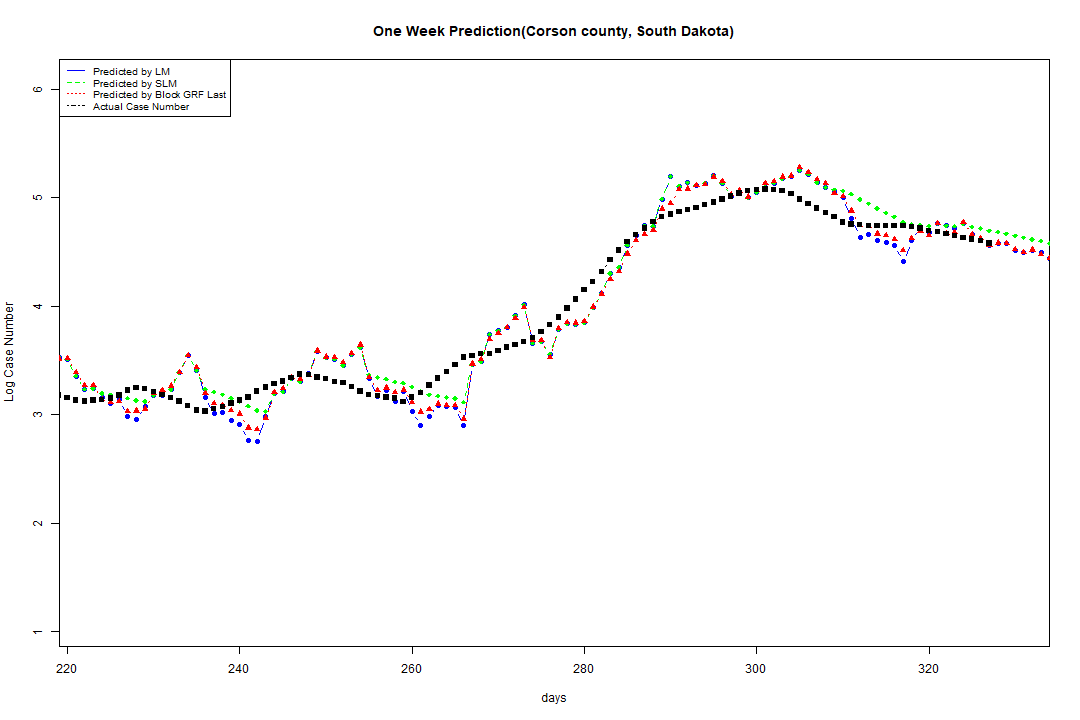 One Week Prediction(Corson county, South Dakota)
Predicted by LM
Predicted by SLM
Predicted by Block GRF Last
Actual Case Number
6
5
4
3
2
1
Log Case Number
220 240 260 280 300 320
days